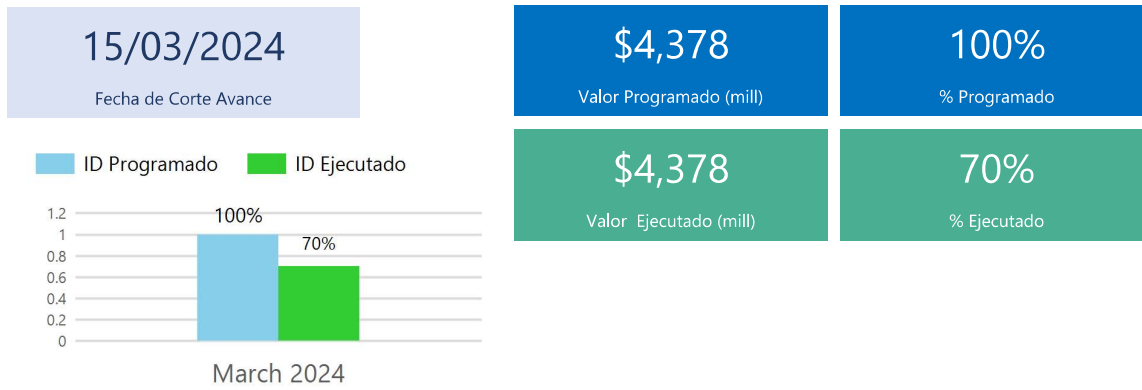 15/03/2024
Fecha de Corte Avance
$4,378
Valor Programado (mill)
100%
% Programado
$4,378
Valor Ejecutado (mill)
70%
% Ejecutado
ID Programado
ID Ejecutado
1.2
1
0.8
0.6
0.4
0.2
0
100%
70%
March 2024